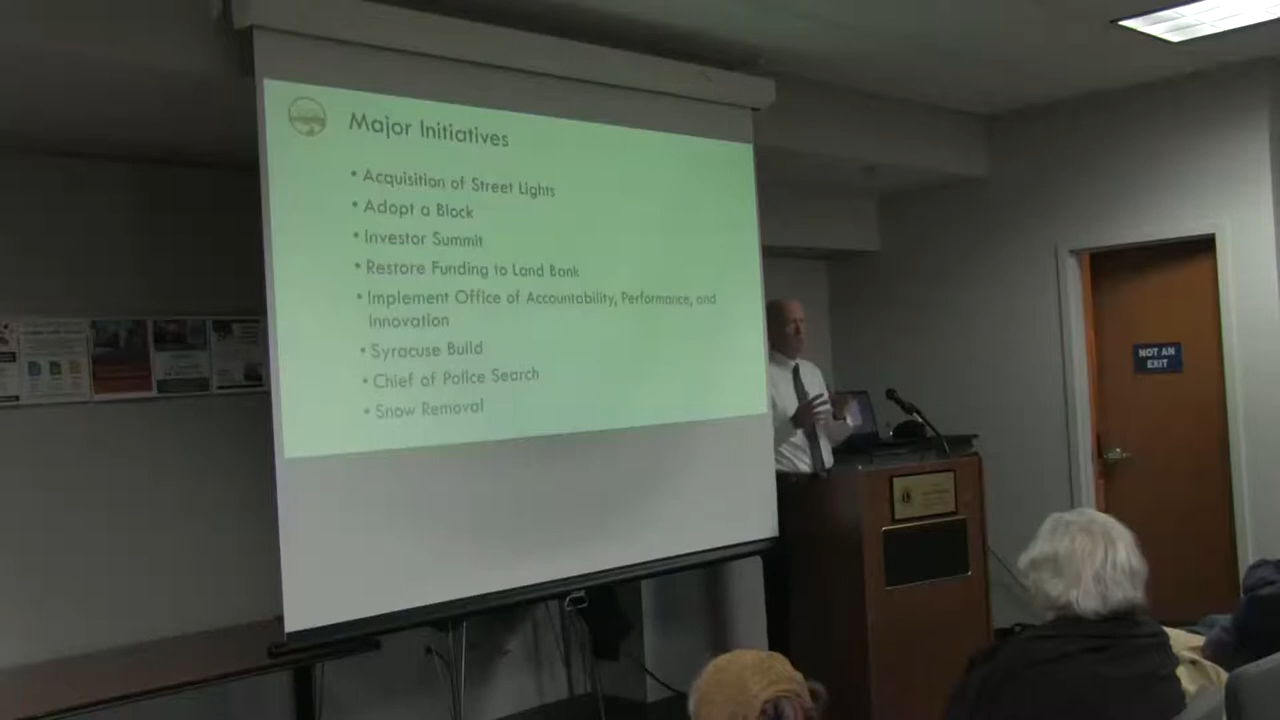 Major Initiatives
• Acquisition of Street Lights
• Adopt a Block
• Investor Summit
• Restore Funding to Land Bank
• Implement Office of Accountability, Performance, and
Innovation
• Syracuse Build
• Chief of Police Search
• Snow Removal
NOT AN
EXIT